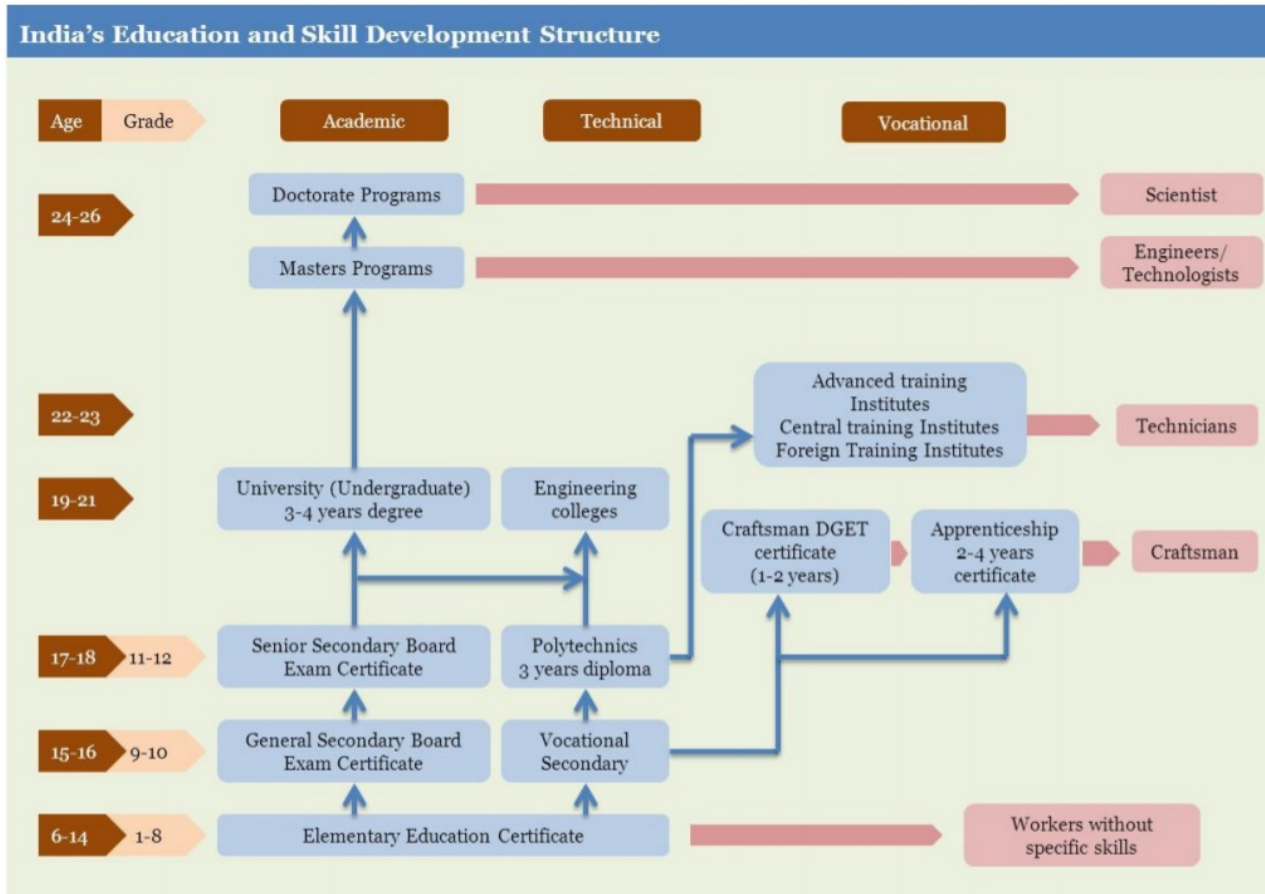 India's Education and Skill Development Structure
Age
Grade
Academic
Technical
Vocational
24-26
Doctorate Programs
Scientist
Masters Programs
Engineers/
Technologists
22-23
Advanced training
Institutes
Central training Institutes
Foreign Training Institutes
Technicians
19-21
University (Undergraduate)
3-4 years degree
Engineering
colleges
Craftsman DGET
certificate
(1-2 years)
Apprenticeship
2-4 years
certificate
Craftsman
17-18
11-12
Senior Secondary Board
Exam Certificate
Polytechnics
3 years diploma
15-16
9-10
General Secondary Board
Exam Certificate
Vocational
Secondary
6-14
1-8
Elementary Education Certificate
Workers without
specific skills